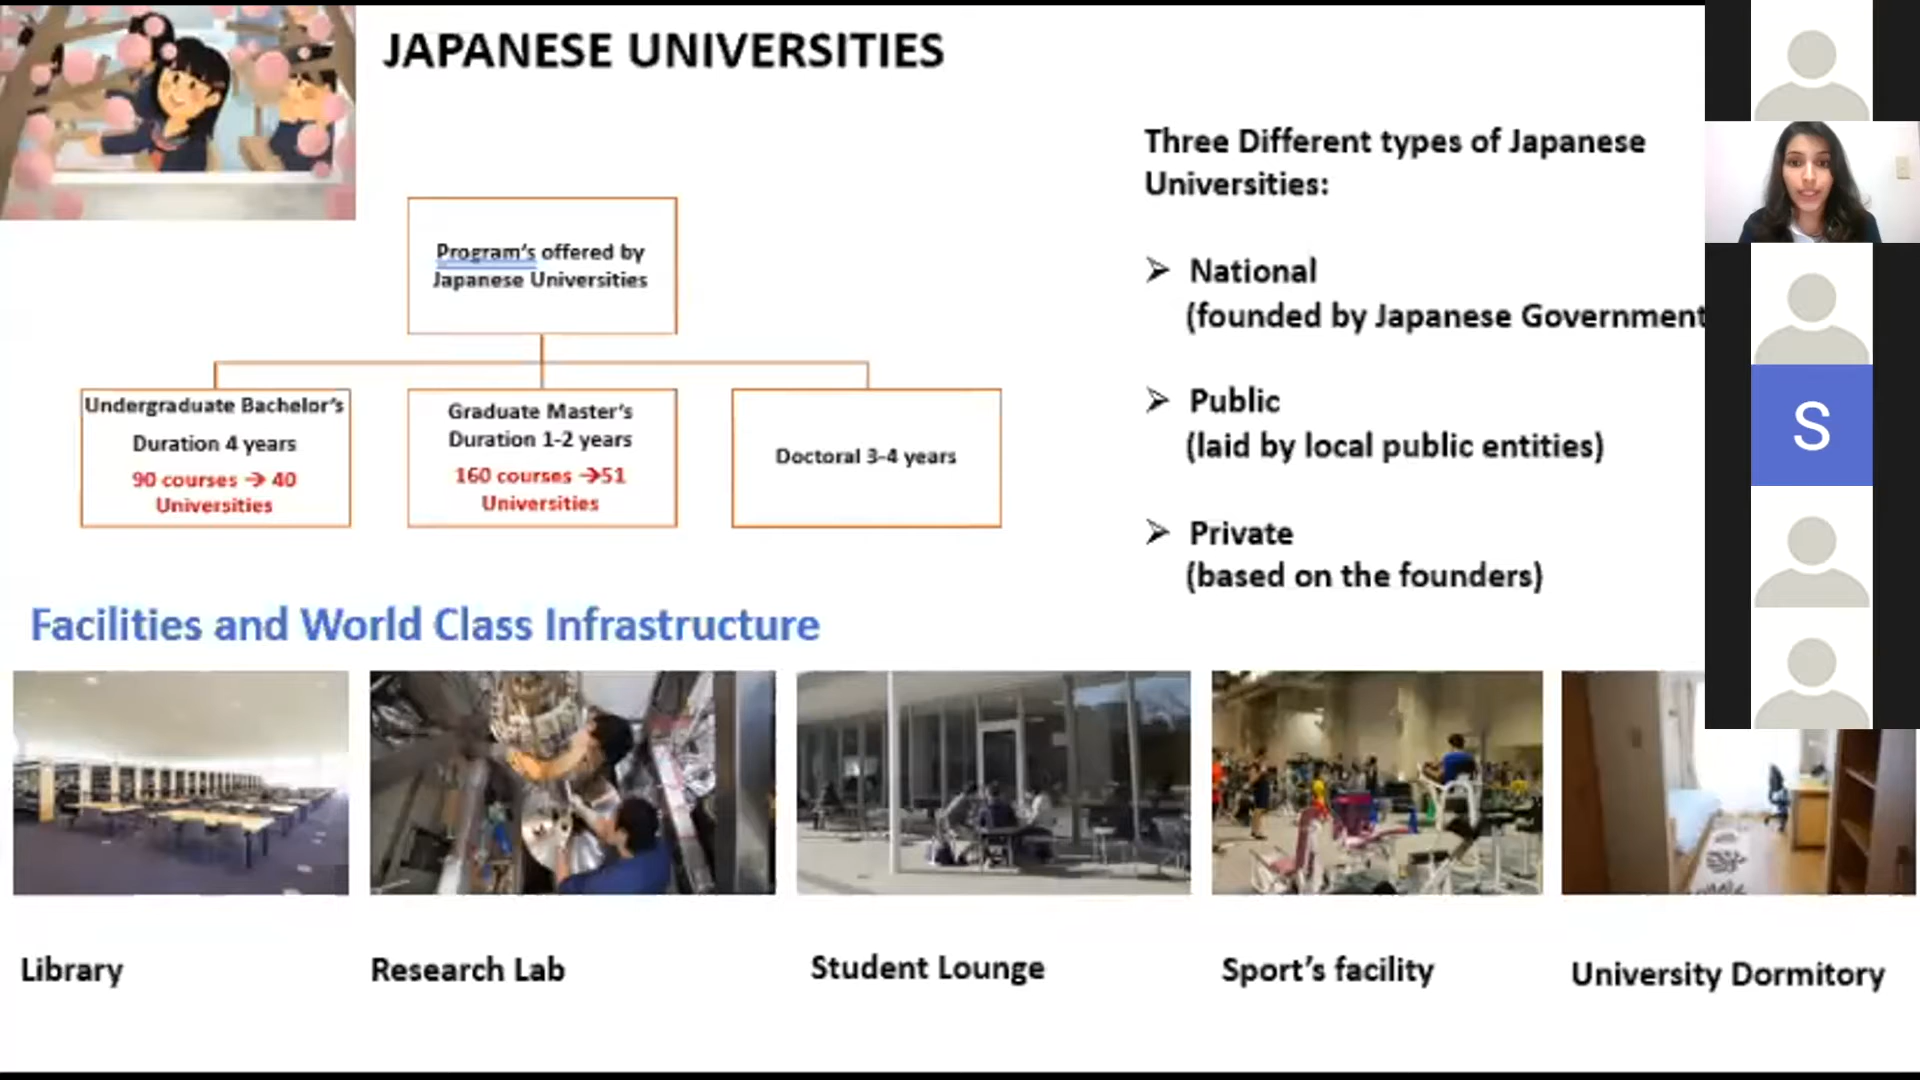 JAPANESE UNIVERSITIES
Program's offered by
Japanese Universities
Undergraduate Bachelor's
Duration 4 years
90 courses → 40
Universities
Graduate Master's
Duration 1-2 years
160 courses →51
Universities
Doctoral 3-4 years
Three Different types of Japanese
Universities:
➢ National
(founded by Japanese Government
➢ Public
(laid by local public entities)
➢ Private
(based on the founders)
S
Facilities and World Class Infrastructure
Library
Research Lab
Student Lounge
Sport's facility
University Dormitory